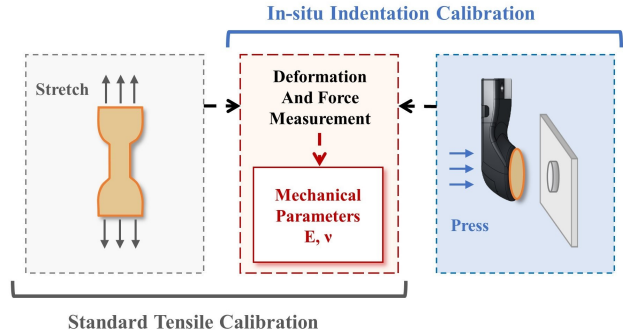 In-situ Indentation Calibration
Stretch
Deformation
And Force
Measurement
Mechanical
Parameters
E, ν
Press
Standard Tensile Calibration